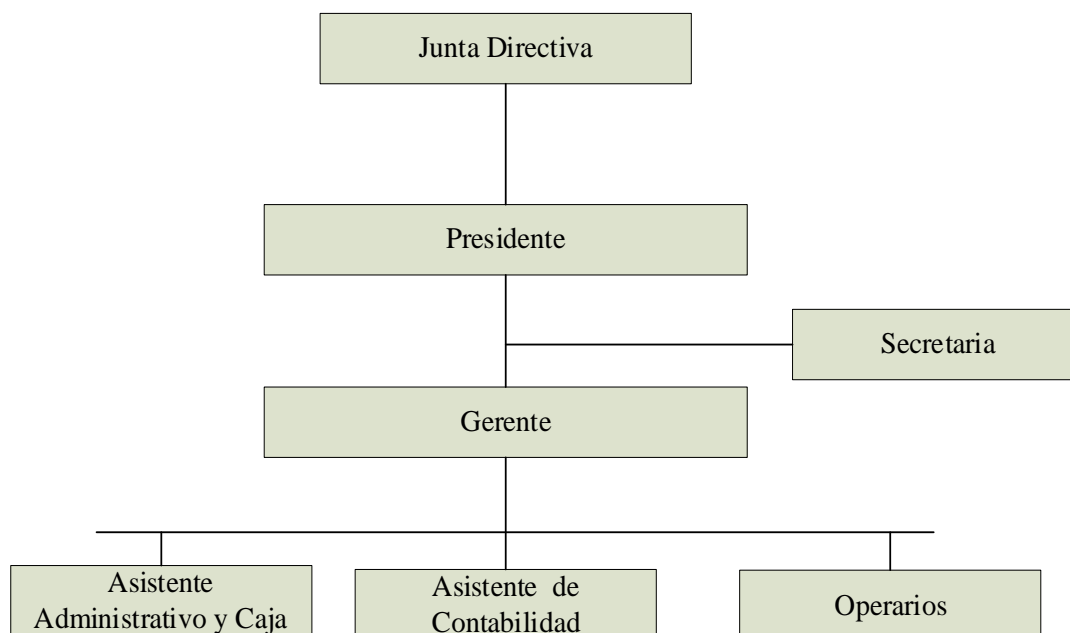 Junta Directiva
Presidente
Secretaria
Gerente
Asistente
Administrativo y Caja
Asistente de
Contabilidad
Operarios